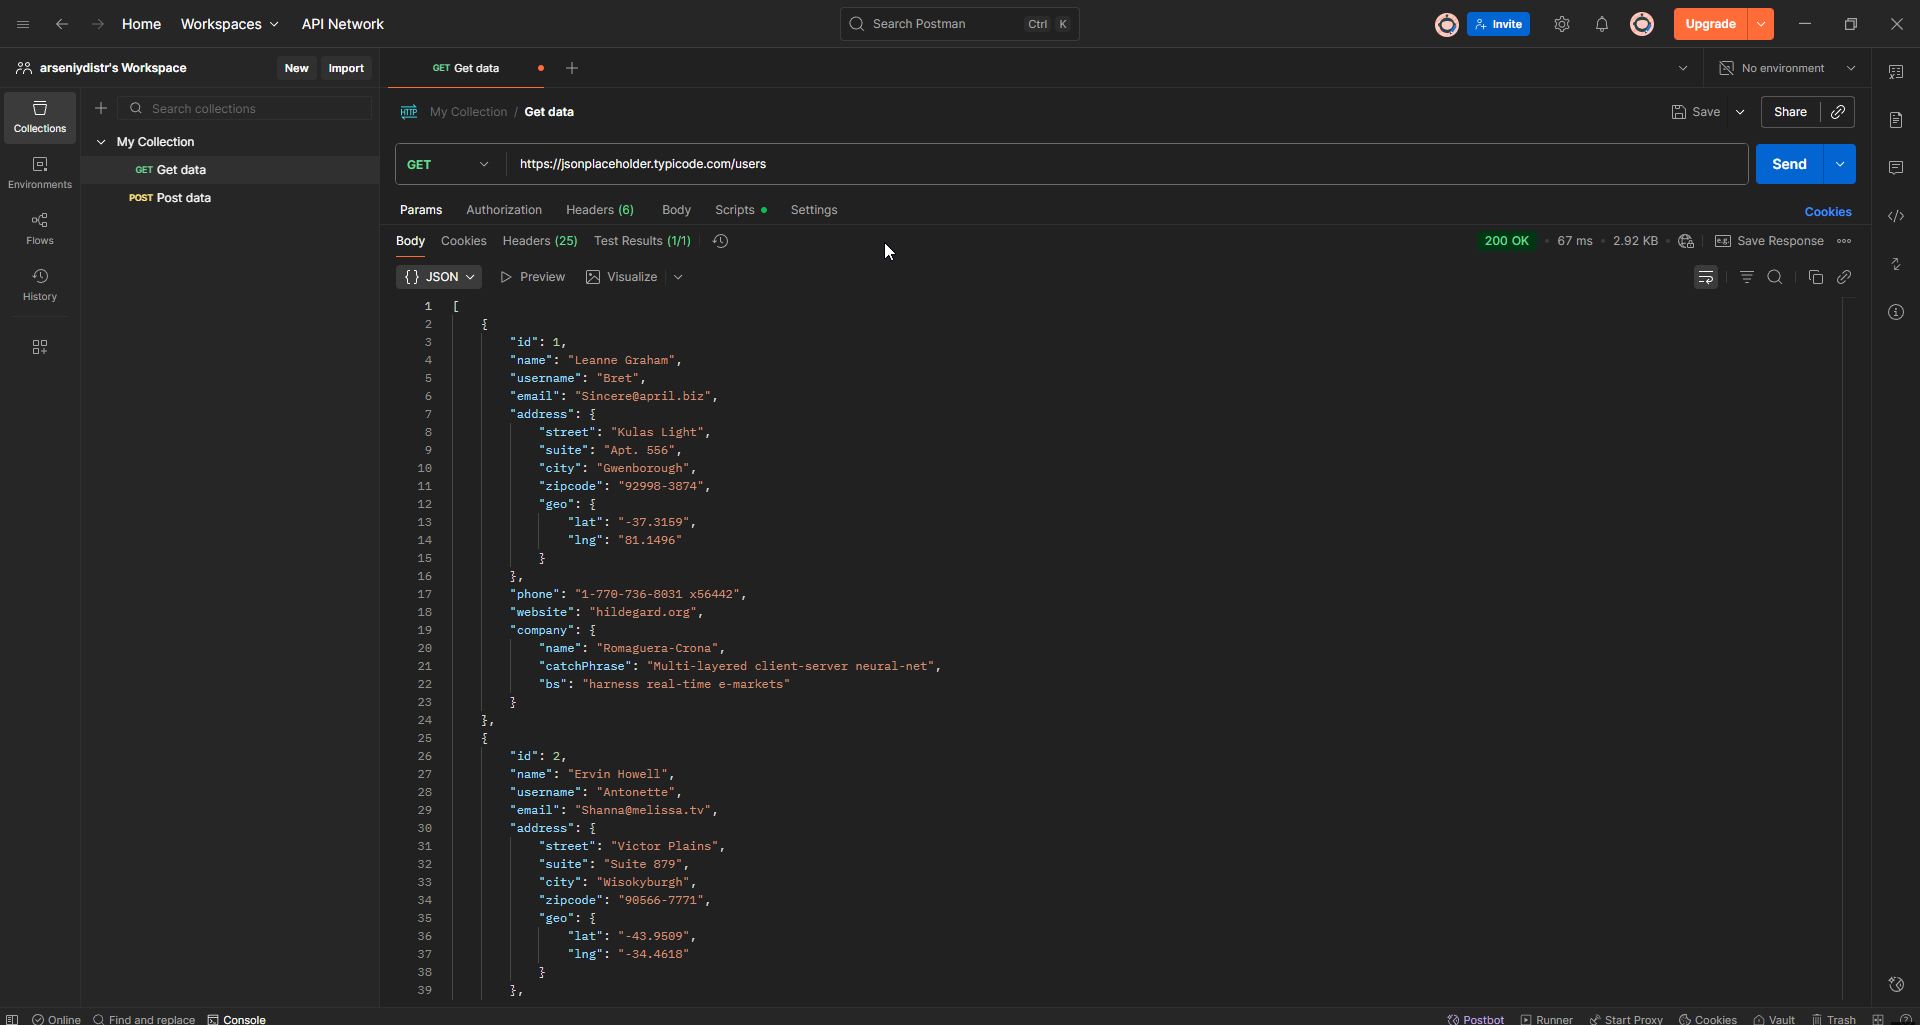 Home Workspaces API Network Search Postman Ctrl K Invite Upgrade
arseniydistr's Workspace New Import GET Get data No environment
Collections
Environments
Flows
History
Search collections
My Collection
GET Get data
POST Post data
HTTP My Collection / Get data Save Share
GET https://jsonplaceholder.typicode.com/users Send
Params Authorization Headers (6) Body Scripts Settings Cookies
Body Cookies Headers (25) Test Results (1/1) 200 OK 67 ms 2.92 KB e.g. Save Response
{} JSON Preview Visualize
1 [
2 {
3 "id": 1,
4 "name": "Leanne Graham",
5 "username": "Bret",
6 "email": "Sincere@april.biz",
7 "address": {
8 "street": "Kulas Light",
9 "suite": "Apt. 556",
10 "city": "Gwenborough",
11 "zipcode": "92998-3874",
12 "geo": {
13 "lat": "-37.3159",
14 "lng": "81.1496"
15 }
16 },
17 "phone": "1-770-736-8031 x56442",
18 "website": "hildegard.org",
19 "company": {
20 "name": "Romaguera-Crona",
21 "catchPhrase": "Multi-layered client-server neural-net",
22 "bs": "harness real-time e-markets"
23 }
24 },
25 {
26 "id": 2,
27 "name": "Ervin Howell",
28 "username": "Antonette",
29 "email": "Shanna@melissa.tv",
30 "address": {
31 "street": "Victor Plains",
32 "suite": "Suite 879",
33 "city": "Wisokyburgh",
34 "zipcode": "90566-7771",
35 "geo": {
36 "lat": "-43.9509",
37 "lng": "-34.4618"
38 }
39 },
Online Find and replace Console Postbot Runner Start Proxy Cookies Vault Trash